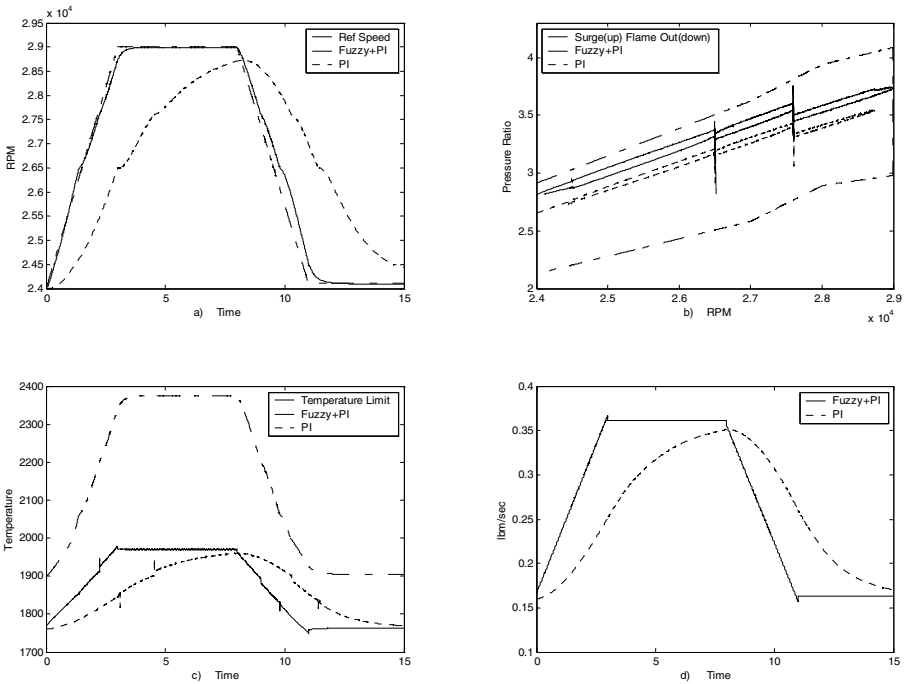 x 10⁴
2.95
2.9
2.85
2.8
2.75
2.7
2.65
2.6
2.55
2.5
2.45
2.4
RPM
0
5
10
15
a) Time
Ref Speed
Fuzzy+PI
PI
4
3.5
3
2.5
2
Pressure Ratio
2.4
2.5
2.6
2.7
2.8
2.9
b) RPM
x 10⁴
Surge(up) Flame Out(down)
Fuzzy+PI
PI
2400
2300
2200
2100
2000
1900
1800
1700
Temperature
0
5
10
15
c) Time
Temperature Limit
Fuzzy+PI
PI
0.4
0.35
0.3
0.25
0.2
0.15
0.1
lbm/sec
0
5
10
15
d) Time
Fuzzy+PI
PI